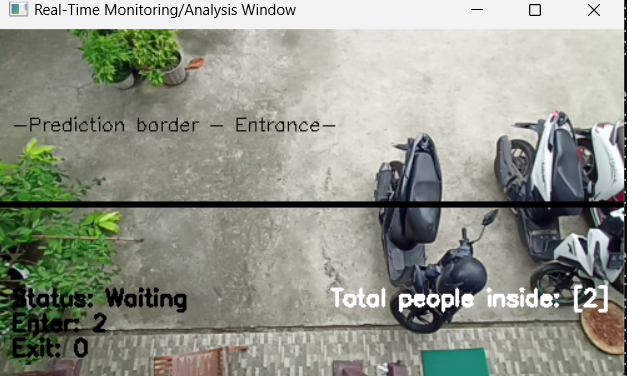 Real-Time Monitoring/Analysis Window
-Prediction border - Entrance-
Status: Waiting
Total people inside: [2]
Enter: 2
Exit: 0